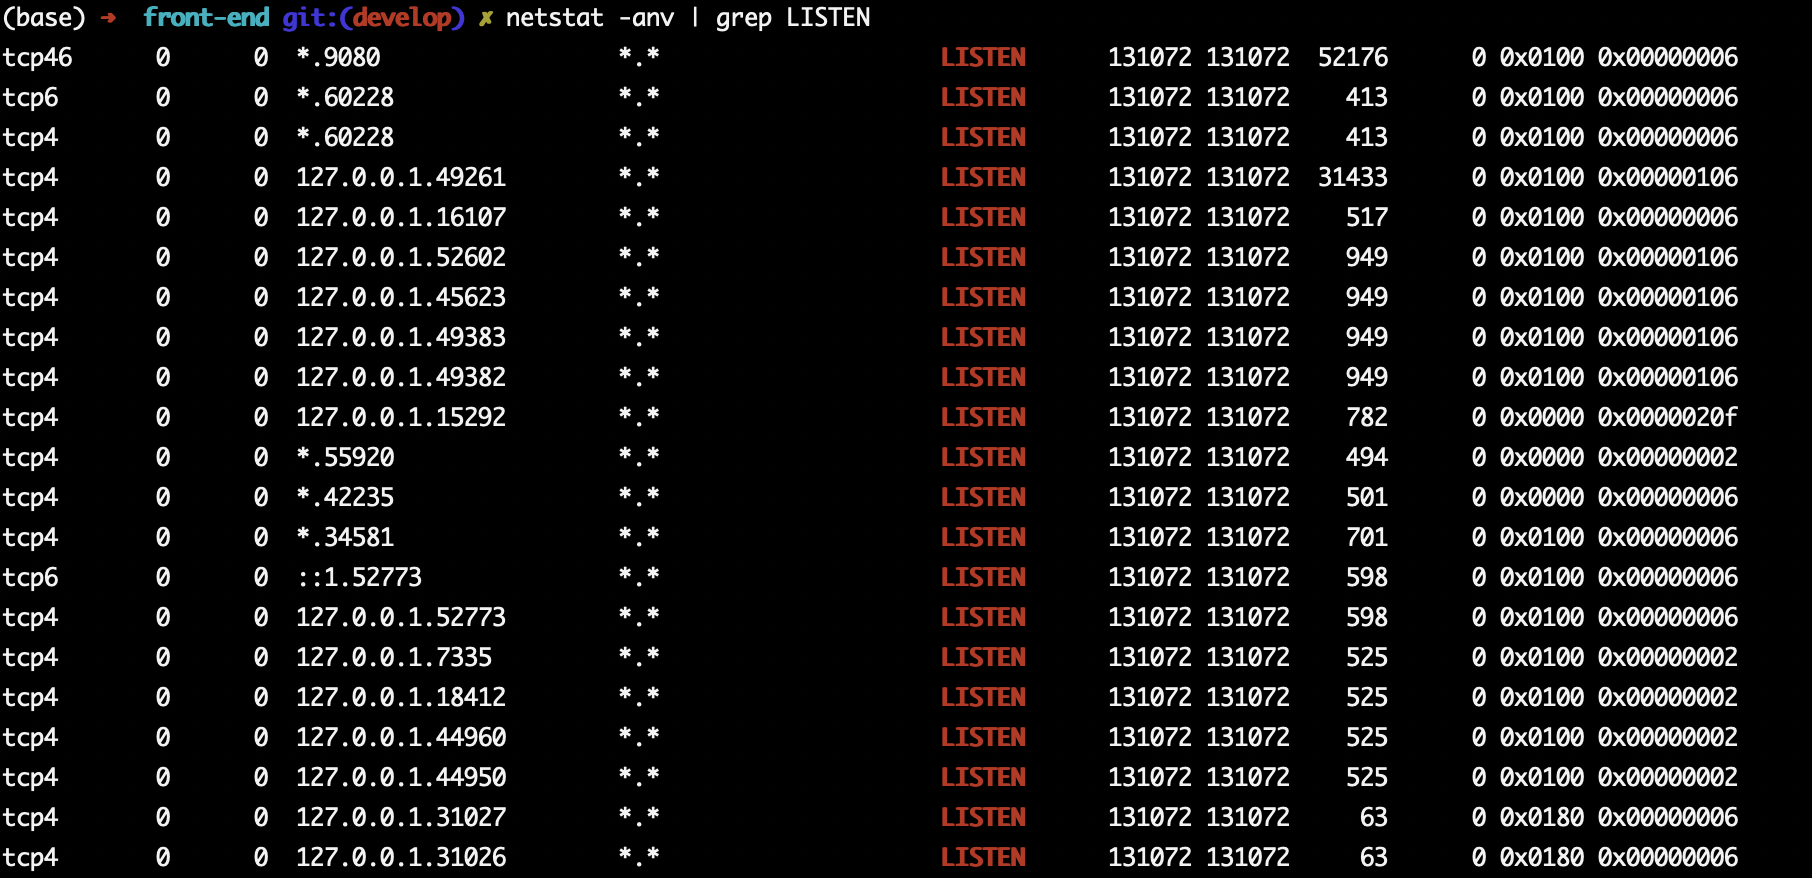 (base) ➜  front-end git:(develop) ✗ netstat -anv | grep LISTEN
tcp46      0      0  *.9080                 *.*                    LISTEN      131072 131072  52176      0 0x0100 0x00000006
tcp6       0      0  *.60228                *.*                    LISTEN      131072 131072    413      0 0x0100 0x00000006
tcp4       0      0  *.60228                *.*                    LISTEN      131072 131072    413      0 0x0100 0x00000006
tcp4       0      0  127.0.0.1.49261        *.*                    LISTEN      131072 131072  31433      0 0x0100 0x00000106
tcp4       0      0  127.0.0.1.16107        *.*                    LISTEN      131072 131072    517      0 0x0100 0x00000006
tcp4       0      0  127.0.0.1.52602        *.*                    LISTEN      131072 131072    949      0 0x0100 0x00000106
tcp4       0      0  127.0.0.1.45623        *.*                    LISTEN      131072 131072    949      0 0x0100 0x00000106
tcp4       0      0  127.0.0.1.49383        *.*                    LISTEN      131072 131072    949      0 0x0100 0x00000106
tcp4       0      0  127.0.0.1.49382        *.*                    LISTEN      131072 131072    949      0 0x0100 0x00000106
tcp4       0      0  127.0.0.1.15292        *.*                    LISTEN      131072 131072    782      0 0x0000 0x0000020f
tcp4       0      0  *.55920                *.*                    LISTEN      131072 131072    494      0 0x0000 0x00000002
tcp4       0      0  *.42235                *.*                    LISTEN      131072 131072    501      0 0x0000 0x00000006
tcp4       0      0  *.34581                *.*                    LISTEN      131072 131072    701      0 0x0100 0x00000006
tcp6       0      0  ::1.52773              *.*                    LISTEN      131072 131072    598      0 0x0100 0x00000006
tcp4       0      0  127.0.0.1.52773        *.*                    LISTEN      131072 131072    598      0 0x0100 0x00000006
tcp4       0      0  127.0.0.1.7335         *.*                    LISTEN      131072 131072    525      0 0x0100 0x00000002
tcp4       0      0  127.0.0.1.18412        *.*                    LISTEN      131072 131072    525      0 0x0100 0x00000002
tcp4       0      0  127.0.0.1.44960        *.*                    LISTEN      131072 131072    525      0 0x0100 0x00000002
tcp4       0      0  127.0.0.1.44950        *.*                    LISTEN      131072 131072    525      0 0x0100 0x00000002
tcp4       0      0  127.0.0.1.31027        *.*                    LISTEN      131072 131072     63      0 0x0180 0x00000006
tcp4       0      0  127.0.0.1.31026        *.*                    LISTEN      131072 131072     63      0 0x0180 0x00000006